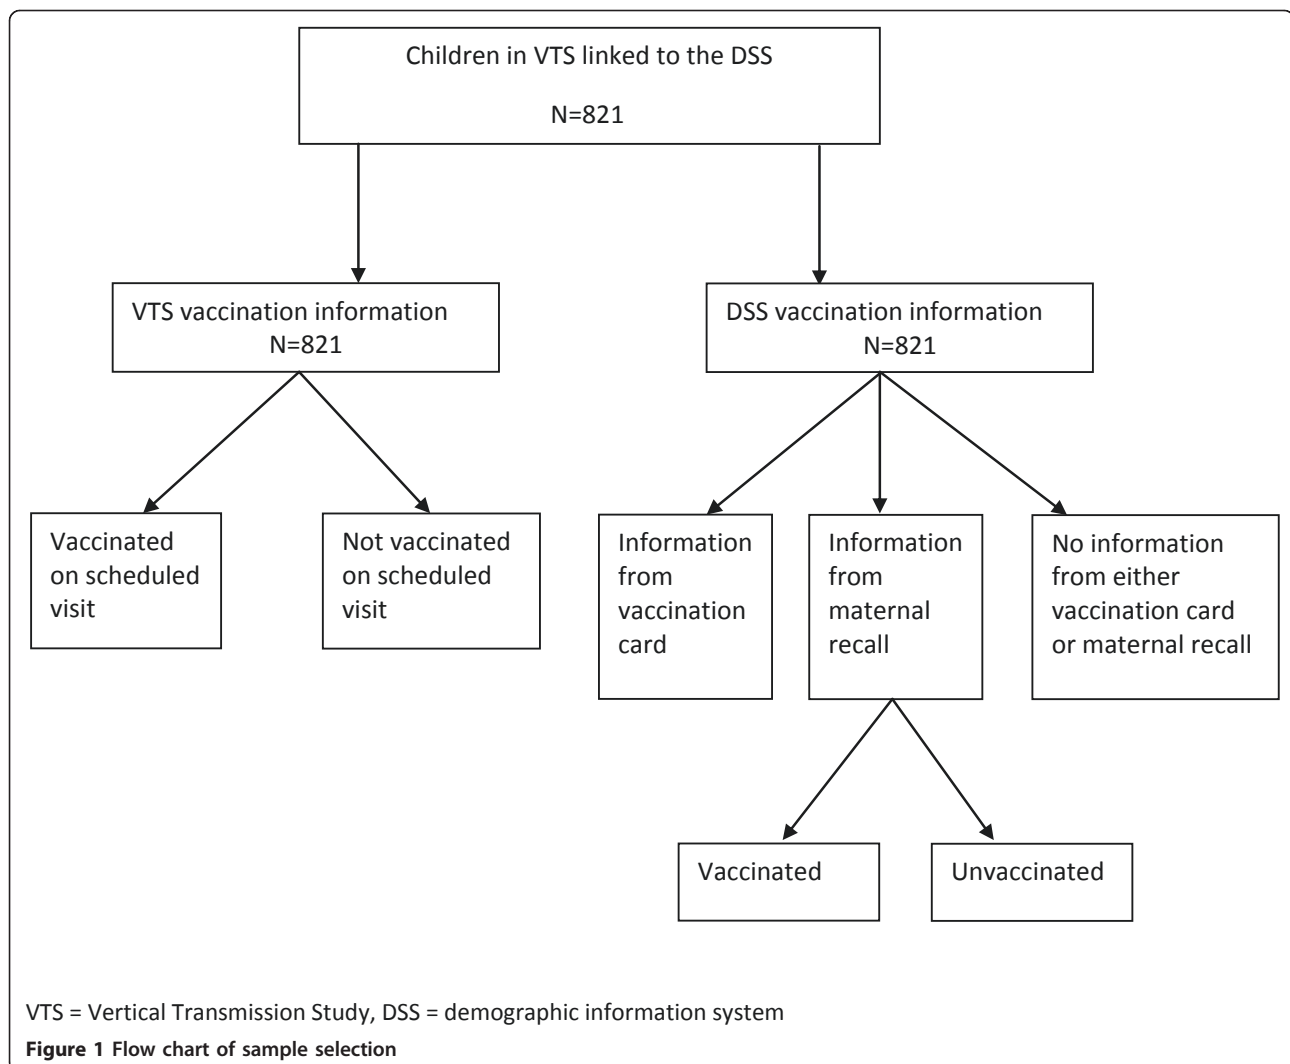 Children in VTS linked to the DSS
N=821
VTS vaccination information
N=821
DSS vaccination information
N=821
Vaccinated
on scheduled
visit
Not vaccinated
on scheduled
visit
Information
from
vaccination
card
Information
from
maternal
recall
No information
from either
vaccination card
or maternal recall
Vaccinated
Unvaccinated
VTS = Vertical Transmission Study, DSS = demographic information system
Figure 1 Flow chart of sample selection